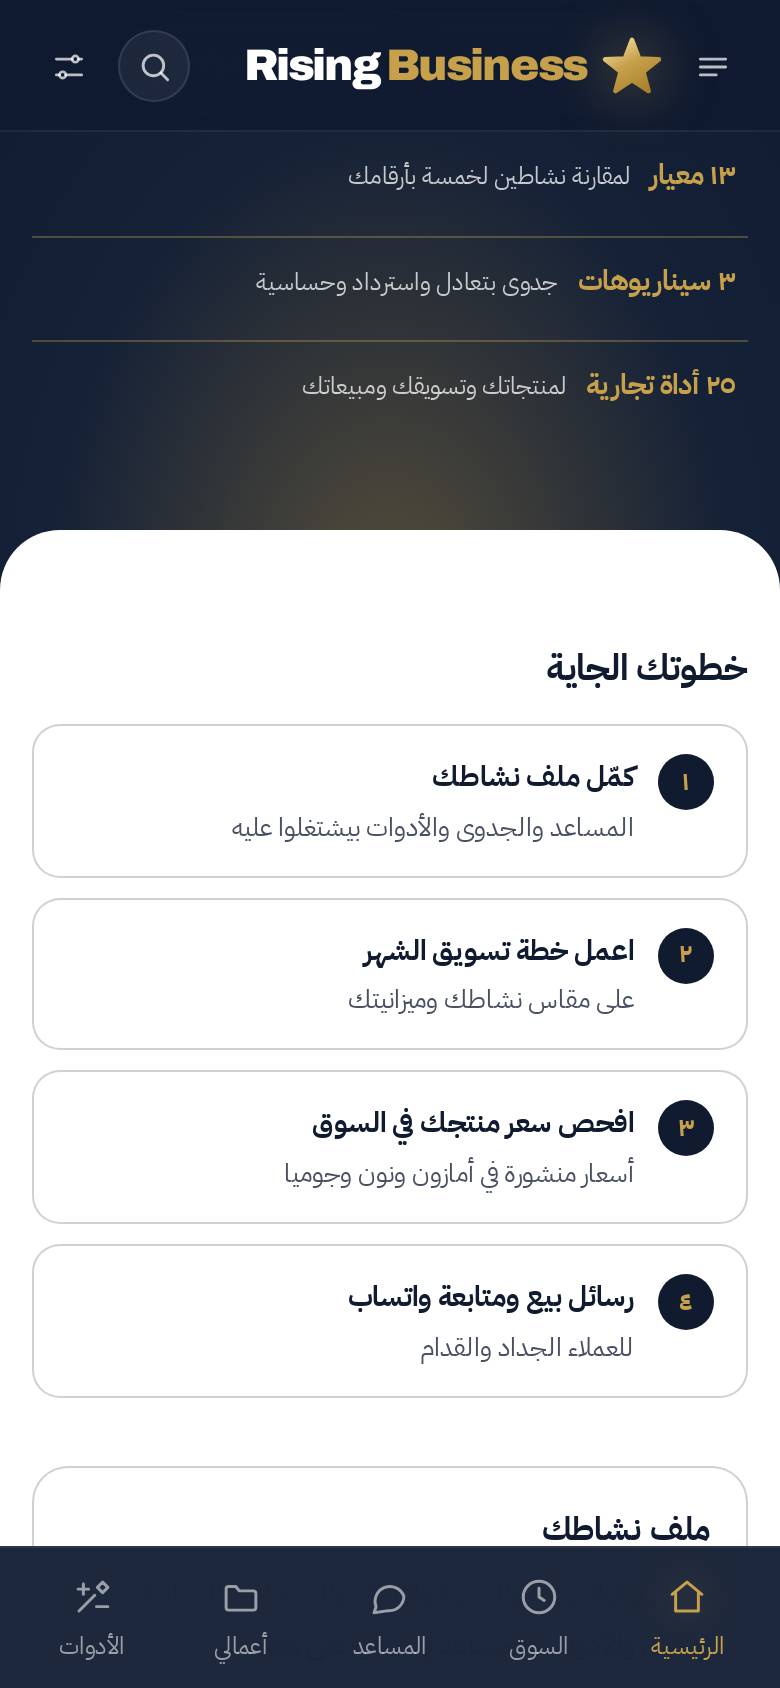 Rising Business
١٣ معيار لمقارنة نشاطين لخمسة بأرقامك
٣ سيناريوهات جدوى بتعادل واسترداد وحساسية
٢٥ أداة تجارية لمنتجاتك وتسويقك ومبيعاتك
خطوتك الجاية
١
كمّل ملف نشاطك
المساعد والجدوى والأدوات بيشتغلوا عليه
٢
اعمل خطة تسويق الشهر
على مقاس نشاطك وميزانيتك
٣
افحص سعر منتجك في السوق
أسعار منشورة في أمازون ونون وجوميا
٤
رسائل بيع ومتابعة واتساب
للعملاء الجداد والقدام
ملف نشاطك
الرئيسية
السوق
المساعد
أعمالي
الأدوات